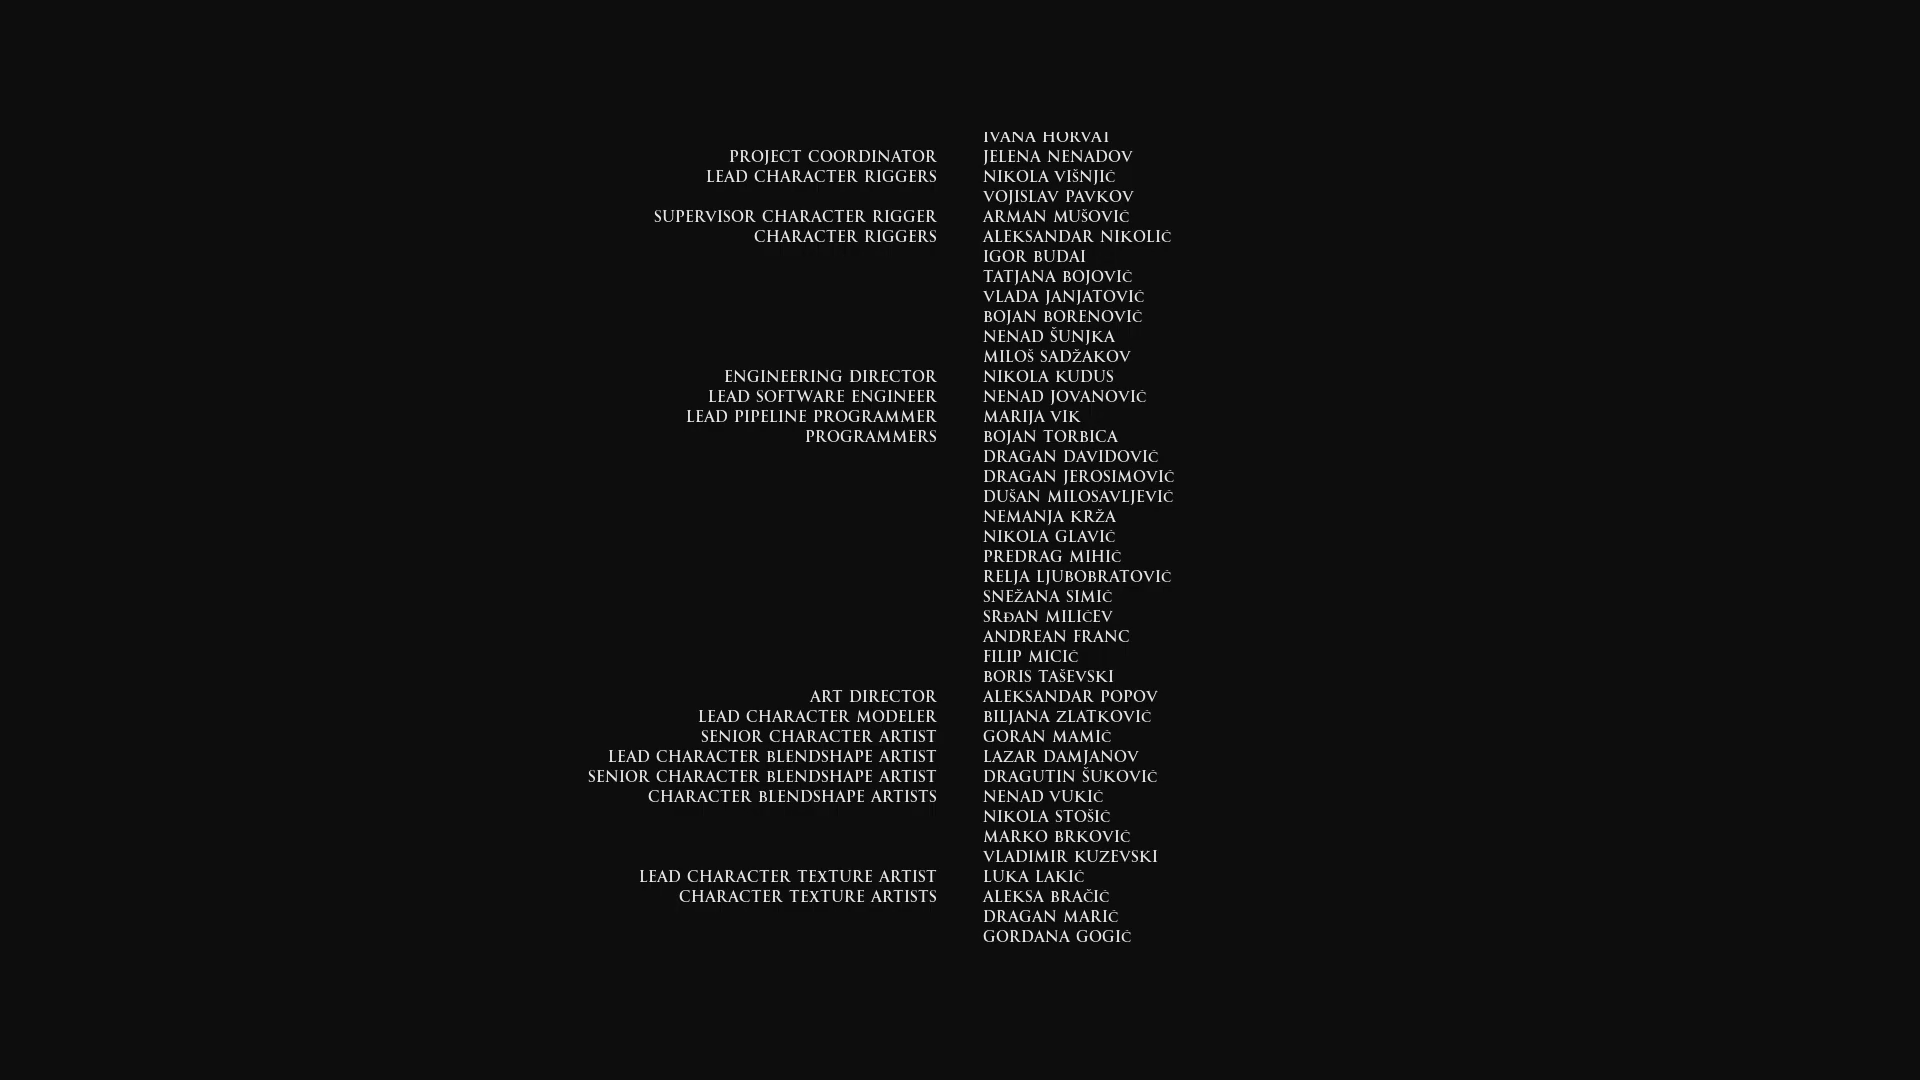 IVANA HORVAT
PROJECT COORDINATOR JELENA NENADOV
LEAD CHARACTER RIGGERS NIKOLA VIŠNJIĆ
VOJISLAV PAVKOV
SUPERVISOR CHARACTER RIGGER ARMAN MUŠOVIĆ
CHARACTER RIGGERS ALEKSANDAR NIKOLIĆ
IGOR BUDAI
TATJANA BOJOVIĆ
VLADA JANJATOVIĆ
BOJAN BORENOVIĆ
NENAD ŠUNJKA
MILOŠ SADŽAKOV
ENGINEERING DIRECTOR NIKOLA KUDUS
LEAD SOFTWARE ENGINEER NENAD JOVANOVIĆ
LEAD PIPELINE PROGRAMMER MARIJA VIK
PROGRAMMERS BOJAN TORBICA
DRAGAN DAVIDOVIĆ
DRAGAN JEROSIMOVIĆ
DUŠAN MILOSAVLJEVIĆ
NEMANJA KRŽA
NIKOLA GLAVIĆ
PREDRAG MIHIĆ
RELJA LJUBOBRATOVIĆ
SNEŽANA SIMIĆ
SRĐAN MILIĆEV
ANDREAN FRANC
FILIP MICIĆ
BORIS TAŠEVSKI
ART DIRECTOR ALEKSANDAR POPOV
LEAD CHARACTER MODELER BILJANA ZLATKOVIĆ
SENIOR CHARACTER ARTIST GORAN MAMIĆ
LEAD CHARACTER BLENDSHAPE ARTIST LAZAR DAMJANOV
SENIOR CHARACTER BLENDSHAPE ARTIST DRAGUTIN ŠUKOVIĆ
CHARACTER BLENDSHAPE ARTISTS NENAD VUKIĆ
NIKOLA STOŠIĆ
MARKO BRKOVIĆ
VLADIMIR KUZEVSKI
LEAD CHARACTER TEXTURE ARTIST LUKA LAKIĆ
CHARACTER TEXTURE ARTISTS ALEKSA BRAČIĆ
DRAGAN MARIĆ
GORDANA GOGIĆ